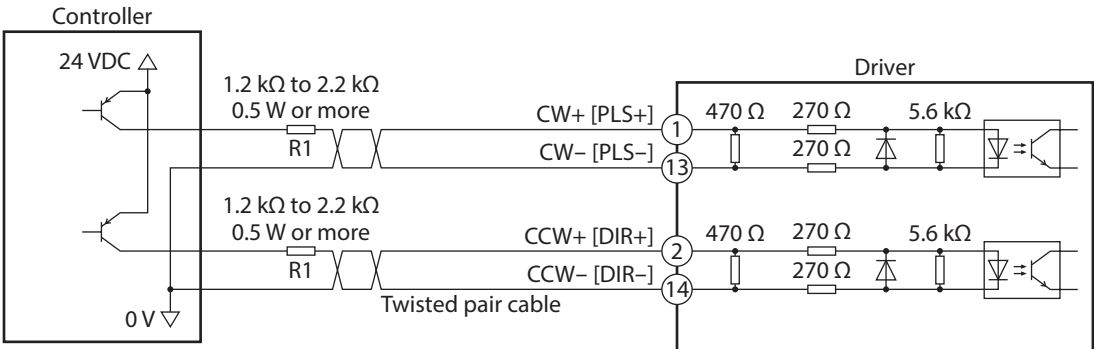 Controller
24 VDC
1.2 kΩ to 2.2 kΩ
0.5 W or more
R1
CW+ [PLS+]
CW− [PLS−]
1
13
Driver
470 Ω
270 Ω
5.6 kΩ
270 Ω
1.2 kΩ to 2.2 kΩ
0.5 W or more
R1
CCW+ [DIR+]
CCW− [DIR−]
2
14
470 Ω
270 Ω
5.6 kΩ
270 Ω
Twisted pair cable
0 V